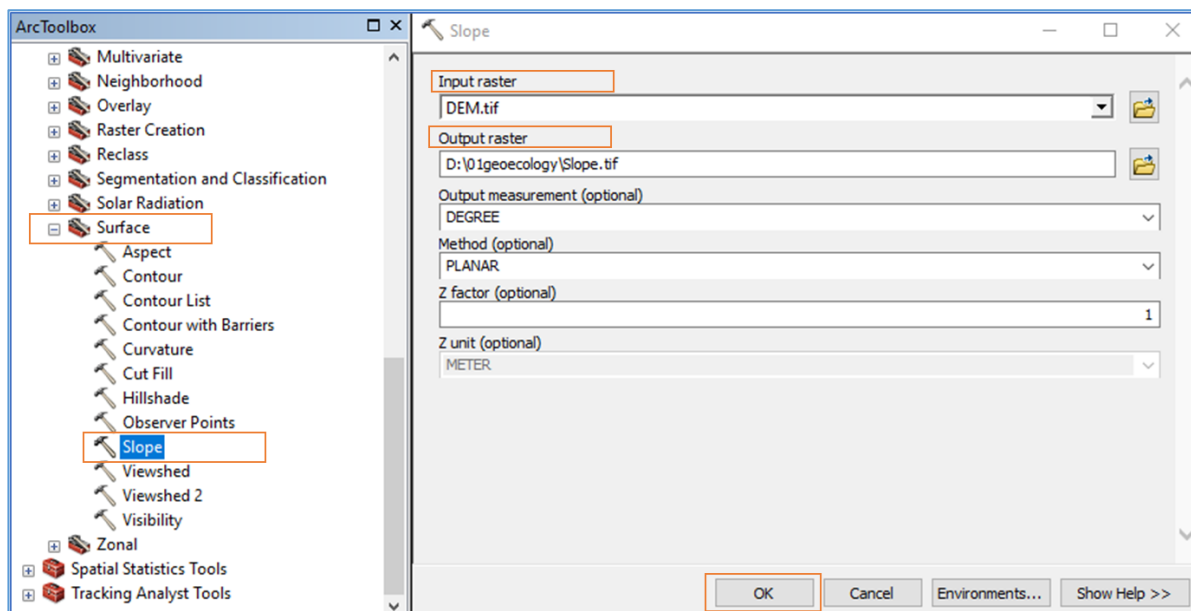 ArcToolbox
Multivariate
Neighborhood
Overlay
Raster Creation
Reclass
Segmentation and Classification
Solar Radiation
Surface
Aspect
Contour
Contour List
Contour with Barriers
Curvature
Cut Fill
Hillshade
Observer Points
Slope
Viewshed
Viewshed 2
Visibility
Zonal
Spatial Statistics Tools
Tracking Analyst Tools
Slope
Input raster
DEM.tif
Output raster
D:\01geoecology\Slope.tif
Output measurement (optional)
DEGREE
Method (optional)
PLANAR
Z factor (optional)
1
Z unit (optional)
METER
OK Cancel Environments... Show Help >>